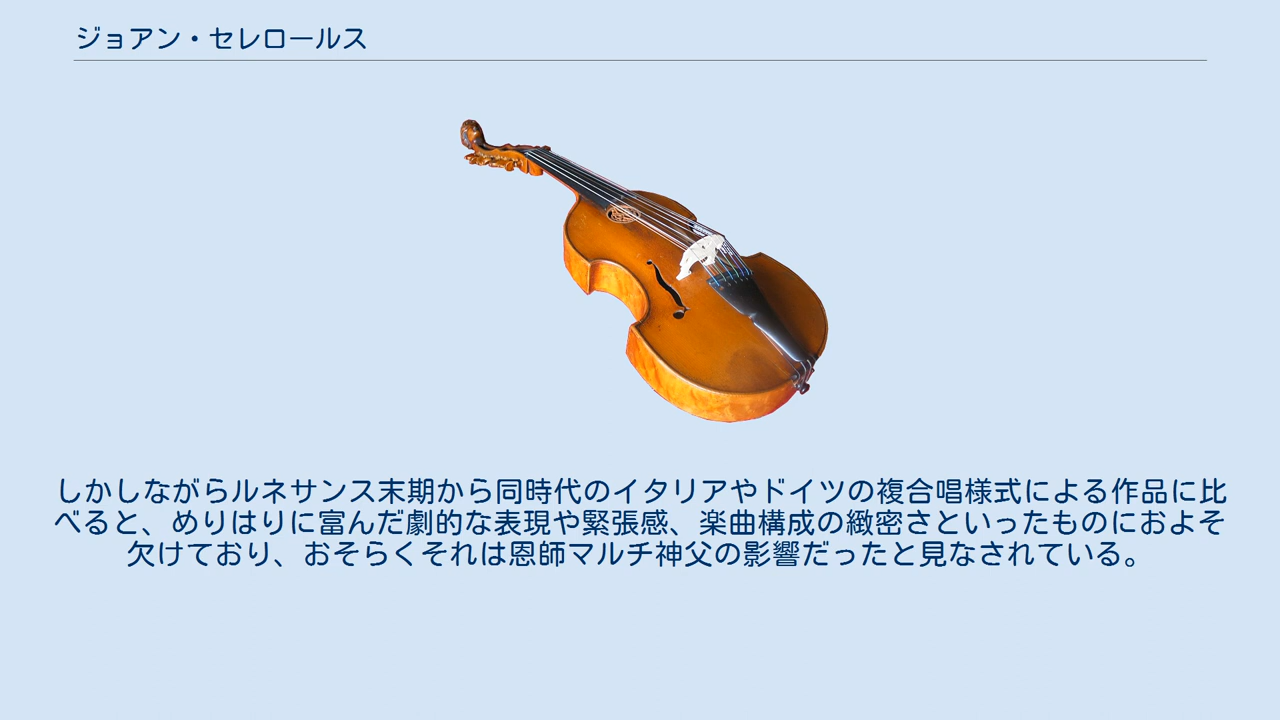 ジョアン・セレロールス
しかしながらルネサンス末期から同時代のイタリアやドイツの複合唱様式による作品に比
べると、めりはりに富んだ劇的な表現や緊張感、楽曲構成の緻密さといったものにおよそ
欠けており、おそらくそれは恩師マルチ神父の影響だったと見なされている。